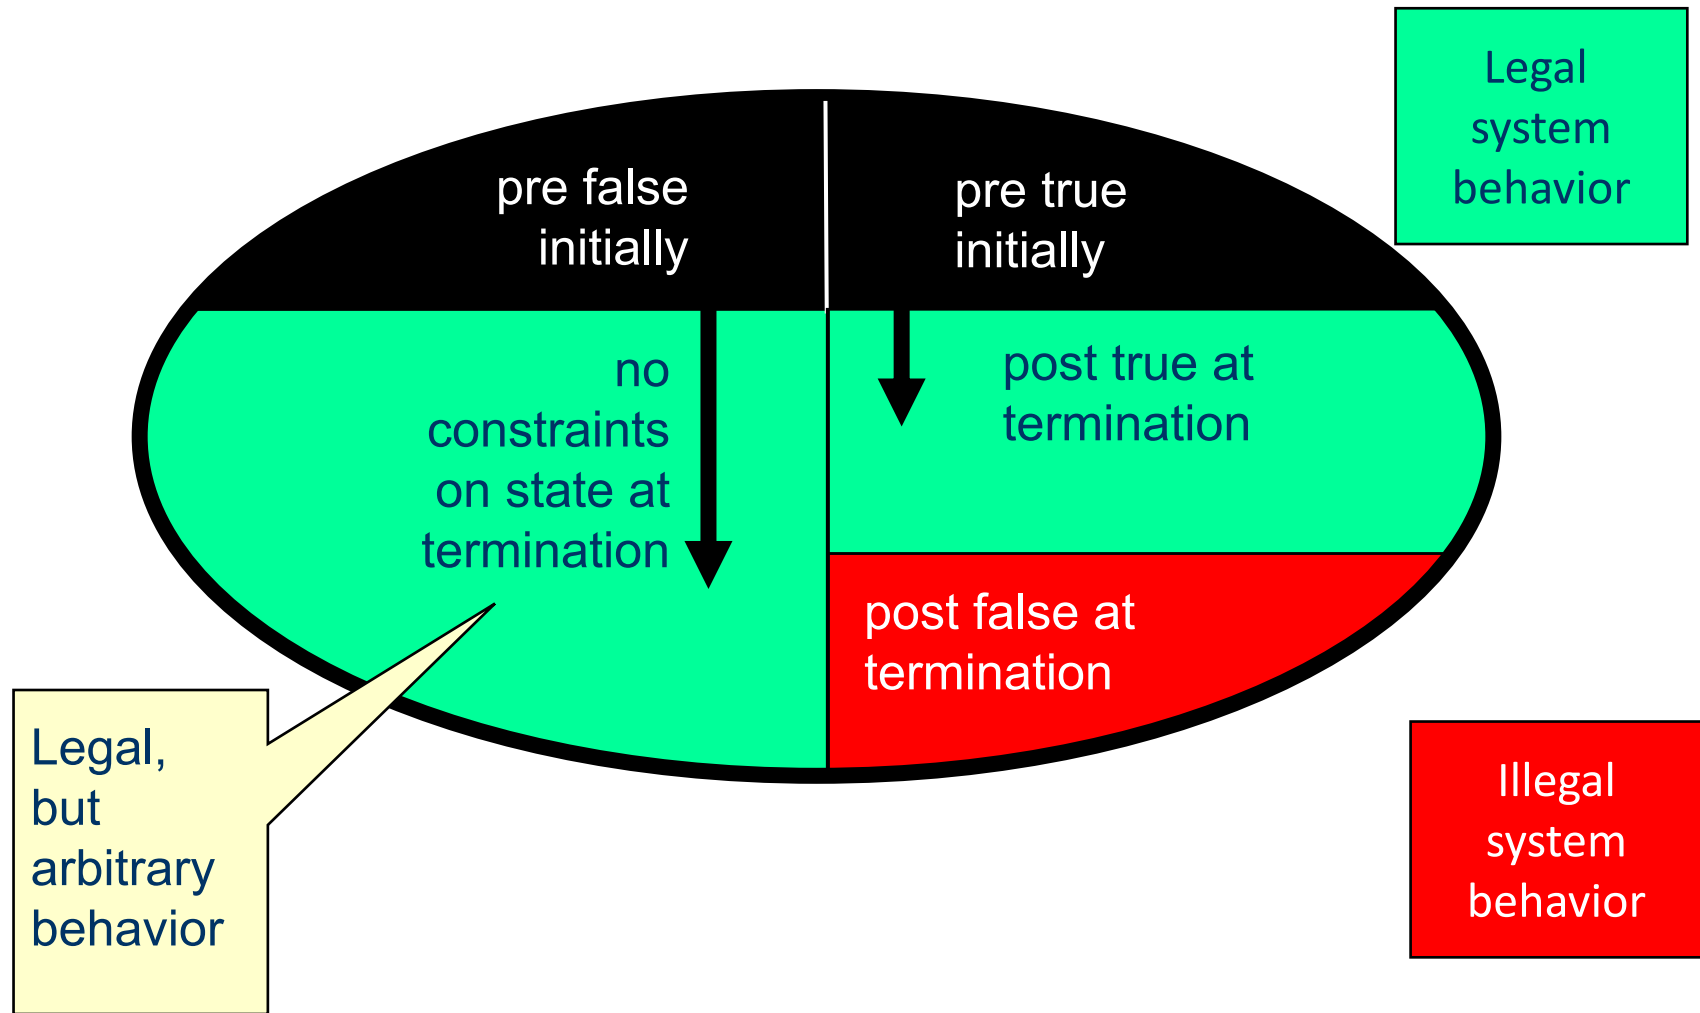 Legal
system
behavior
pre false
initially
pre true
initially
no
constraints
on state at
termination
post true at
termination
post false at
termination
Legal,
but
arbitrary
behavior
Illegal
system
behavior